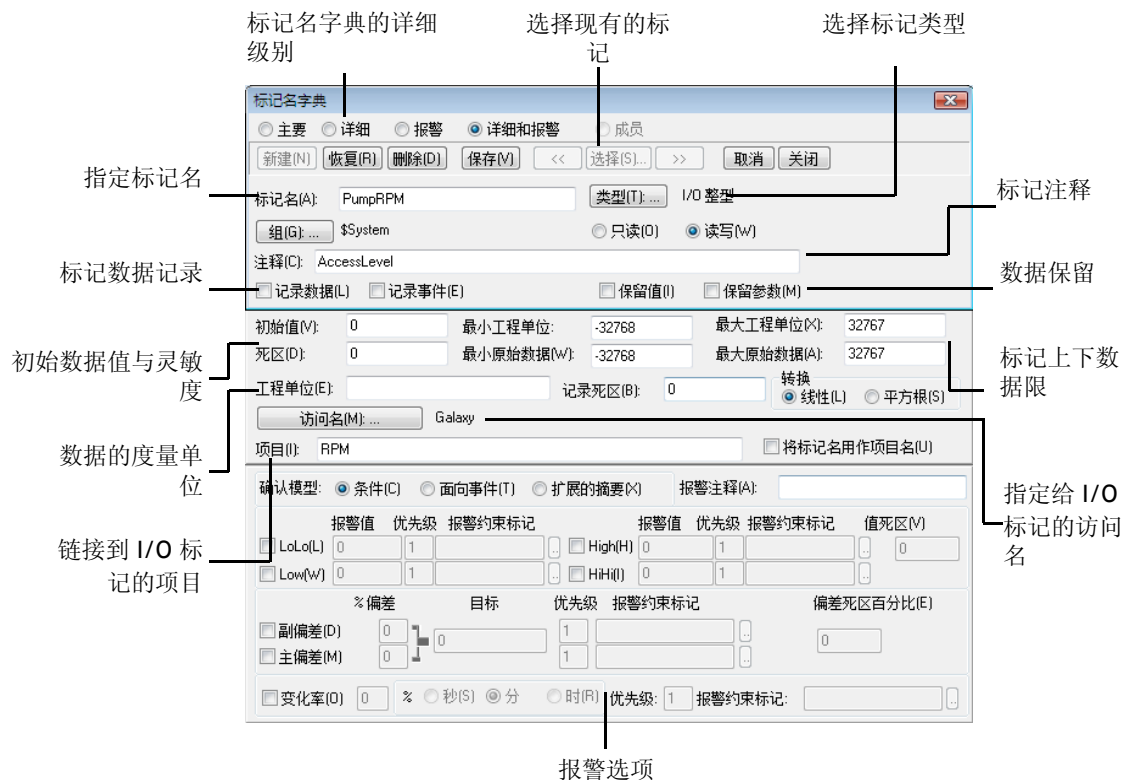 标记名字典的详细
级别
选择现有的标
记
选择标记类型
标记名字典
主要 详细 报警 详细和报警 成员
新建(N) 恢复(R) 删除(D) 保存(V) << 选择(S)... >> 取消 关闭
指定标记名
标记名(A): PumpRPM 类型(T): ... I/O 整型
标记注释
组(G): ... $System 只读(O) 读写(W)
注释(C): AccessLevel
标记数据记录
记录数据(L) 记录事件(E) 保留值(I) 保留参数(M)
数据保留
初始值(V): 0 最小工程单位: -32768 最大工程单位(X): 32767
死区(D): 0 最小原始数据(W): -32768 最大原始数据(A): 32767
初始数据值与灵敏
度
标记上下数
据限
工程单位(E): 记录死区(B): 0 转换
线性(L) 平方根(S)
访问名(M): ... Galaxy
数据的度量单
位
项目(I): RPM 将标记名用作项目名(U)
确认模型: 条件(C) 面向事件(T) 扩展的摘要(X) 报警注释(A):
指定给 I/O
标记的访问
名
报警值 优先级 报警约束标记 报警值 优先级 报警约束标记 值死区(V)
LoLo(L) 0 1 .. High(H) 0 1 .. 0
Low(W) 0 1 .. HiHi(I) 0 1 ..
链接到 I/O 标
记的项目
%偏差 目标 优先级 报警约束标记 偏差死区百分比(E)
副偏差(D) 0 0 1 .. 0
主偏差(M) 0 1 ..
变化率(O) 0 % 秒(S) 分 时(R) 优先级: 1 报警约束标记: ..
报警选项